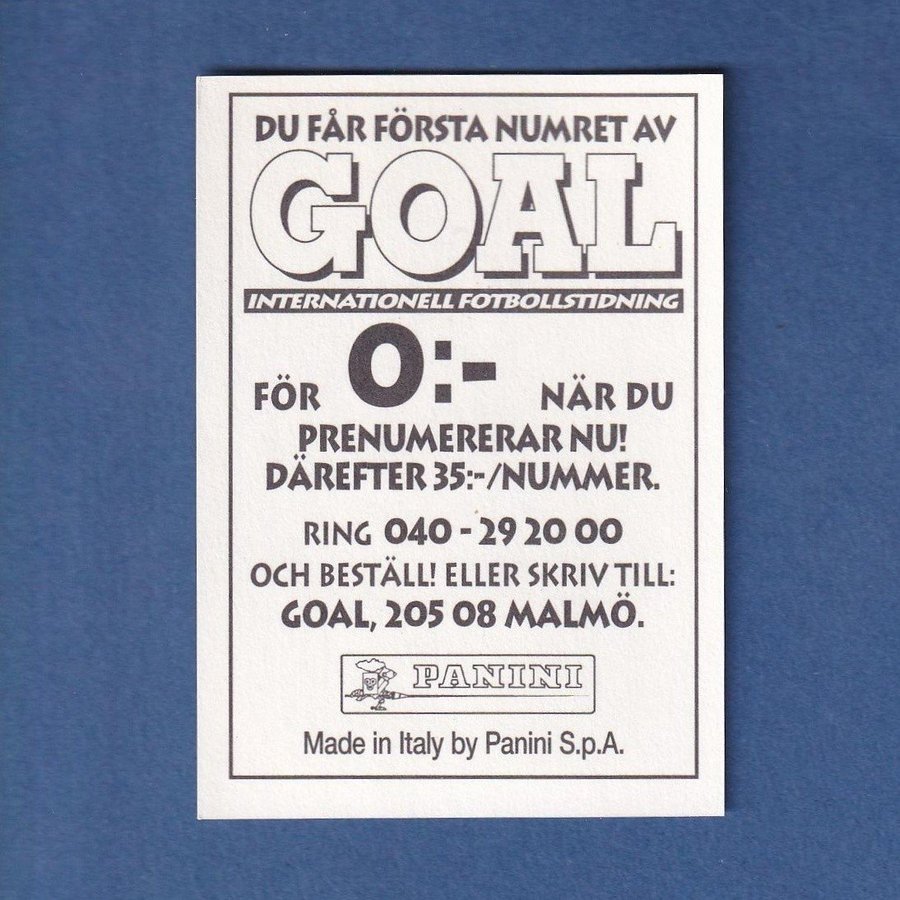 DU FÅR FÖRSTA NUMRET AV
GOAL
INTERNATIONELL FOTBOLLSTIDNING
FÖR 0:- NÄR DU
PRENUMERERAR NU!
DÄREFTER 35:-/NUMMER.
RING 040 - 29 20 00
OCH BESTÄLL! ELLER SKRIV TILL:
GOAL, 205 08 MALMÖ.
PANINI
Made in Italy by Panini S.p.A.